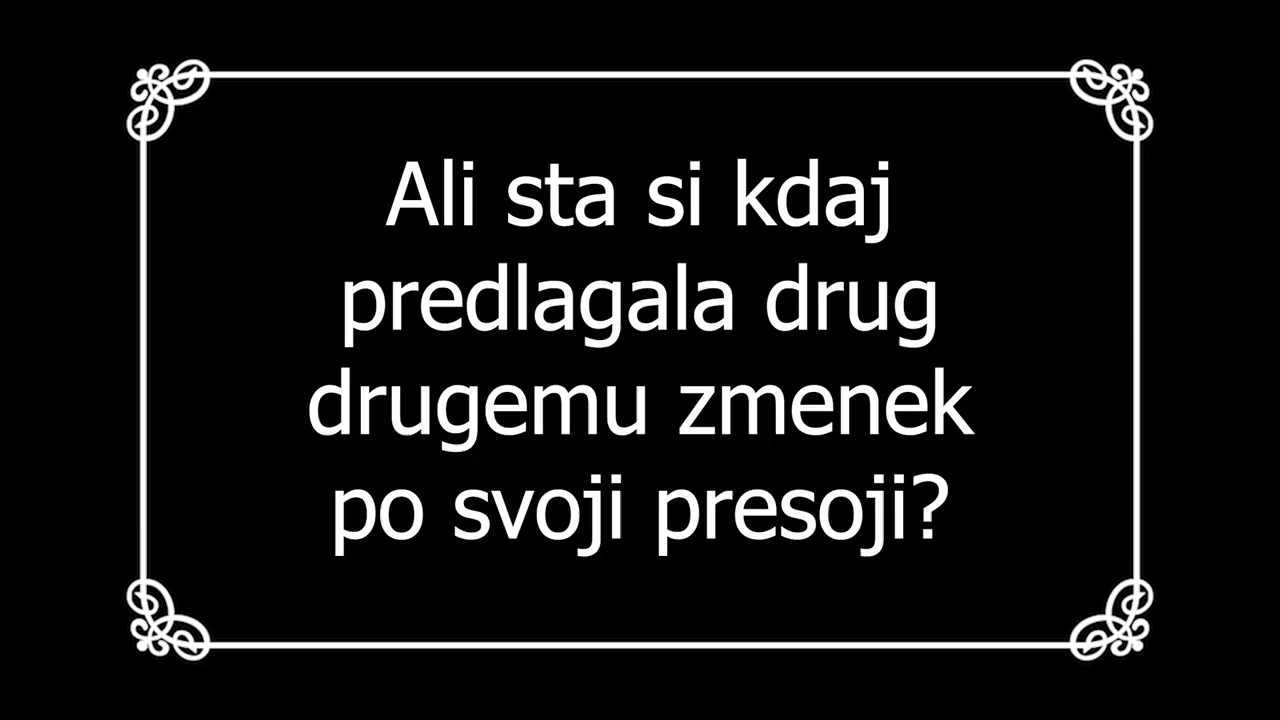 Ali sta si kdaj
predlagala drug
drugemu zmenek
po svoji presoji?